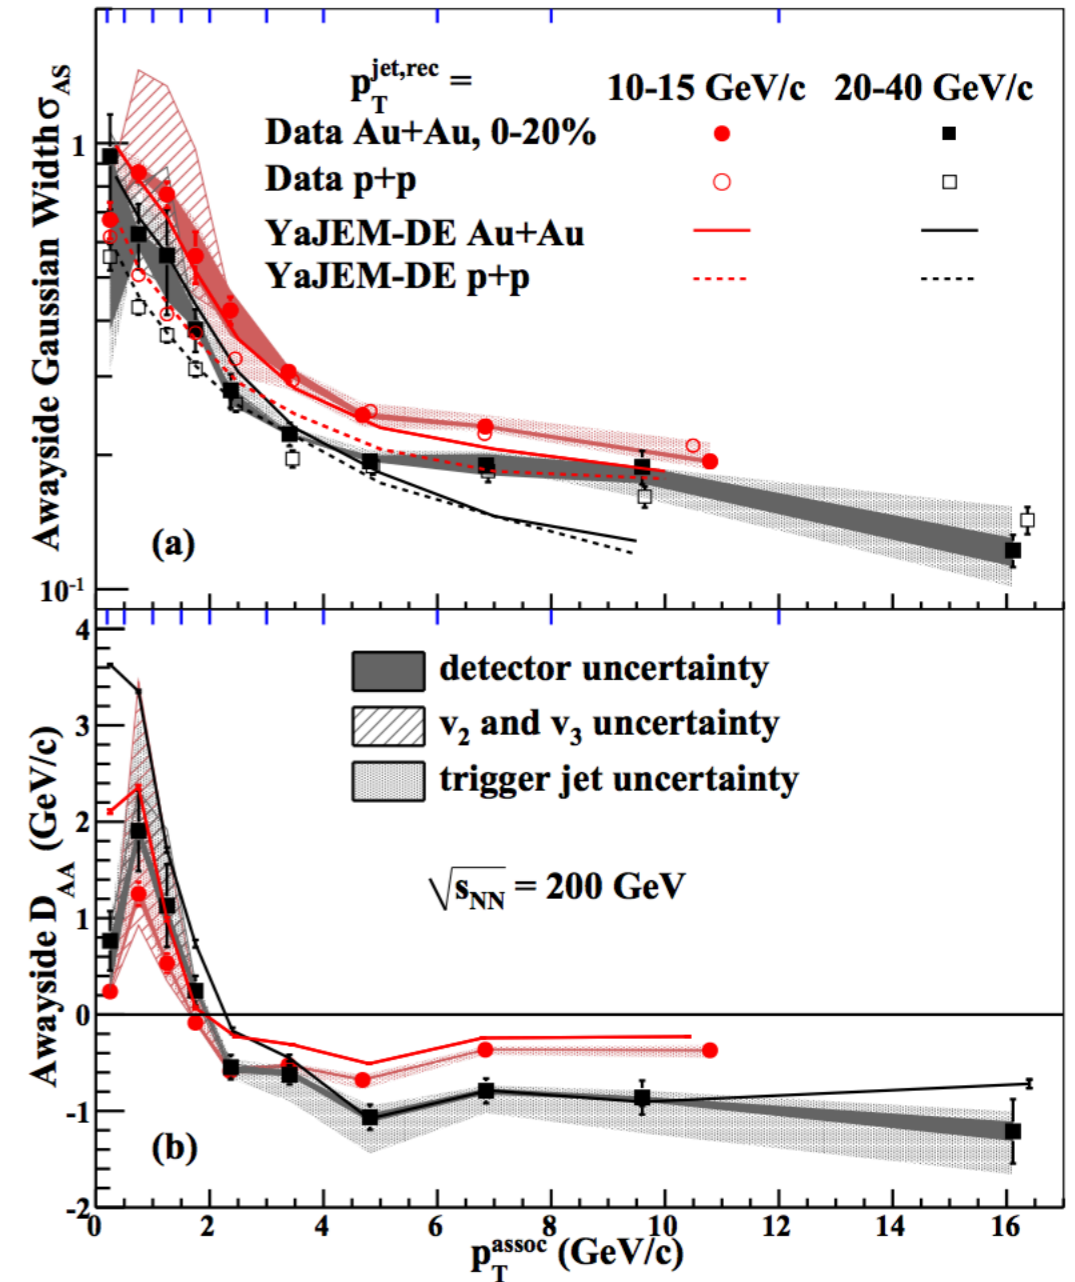 p_T^jet,rec = 10-15 GeV/c 20-40 GeV/c
Data Au+Au, 0-20%
Data p+p
YaJEM-DE Au+Au
YaJEM-DE p+p
Awayside Gaussian Width σ_AS
1
10^-1
(a)
4
3
2
1
0
-1
-2
Awayside D_AA (GeV/c)
detector uncertainty
v_2 and v_3 uncertainty
trigger jet uncertainty
√s_NN = 200 GeV
(b)
0 2 4 6 8 10 12 14 16
p_T^assoc (GeV/c)